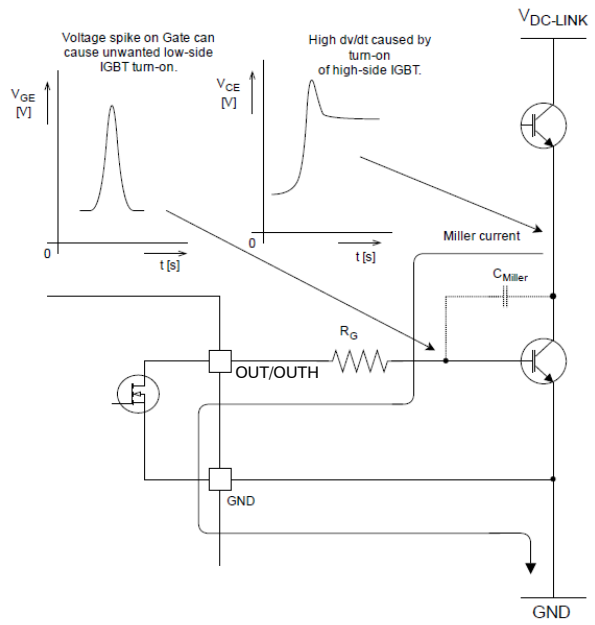 Voltage spike on Gate can
cause unwanted low-side
IGBT turn-on.
High dv/dt caused by
turn-on
of high-side IGBT.
VDC-LINK
VGE
[V]
VCE
[V]
0
t [s]
0
t [s]
Miller current
CMiller
RG
OUT/OUTH
GND
GND